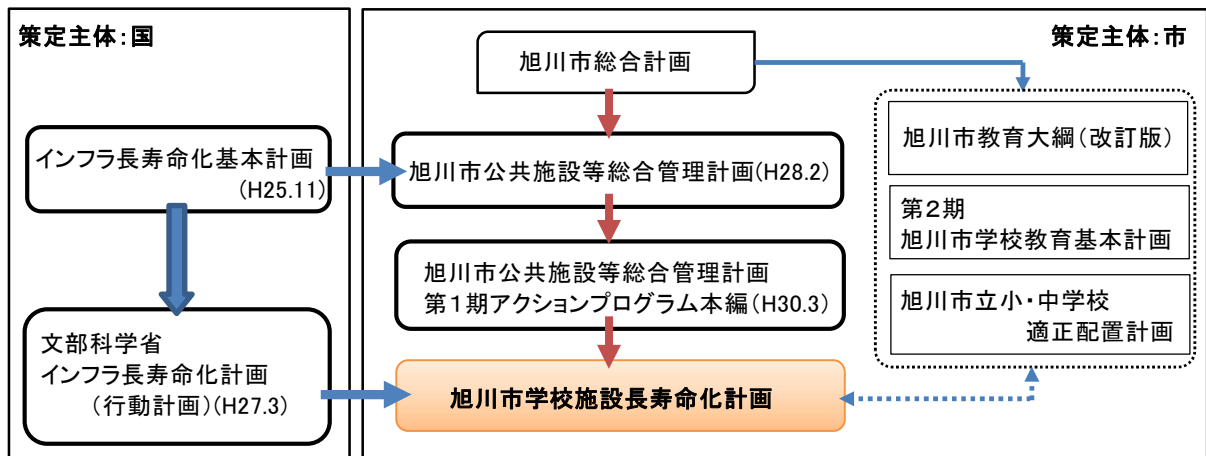 策定主体:国
インフラ長寿命化基本計画
(H25.11)
文部科学省
インフラ長寿命化計画
(行動計画)(H27.3)
策定主体:市
旭川市総合計画
旭川市公共施設等総合管理計画(H28.2)
旭川市公共施設等総合管理計画
第1期アクションプログラム本編(H30.3)
旭川市学校施設長寿命化計画
旭川市教育大綱(改訂版)
第2期
旭川市学校教育基本計画
旭川市立小・中学校
適正配置計画